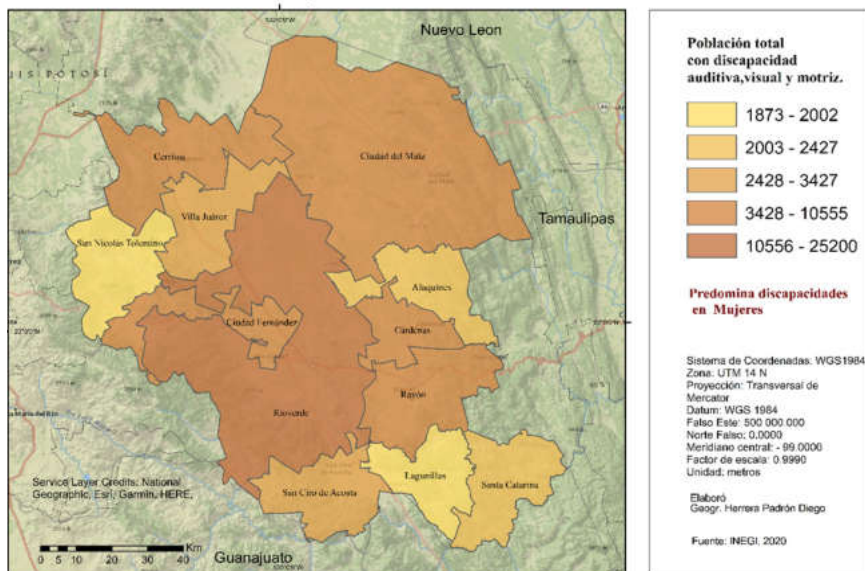 Nuevo Leon
Cerritos
Ciudad del Maíz
Villa Juárez
Tamaulipas
San Nicolás Tolentino
Alaquines
Ciudad Fernández
Cárdenas
Rayón
Rioverde
Lagunillas
Santa Catarina
San Ciro de Acosta
Service Layer Credits: National
Geographic, Esri, Garmin, HERE,
Km
0 5 10 20 30 40
Guanajuato
Población total
con discapacidad
auditiva,visual y motriz.
1873 - 2002
2003 - 2427
2428 - 3427
3428 - 10555
10556 - 25200
Predomina discapacidades
en Mujeres
Sistema de Coordenadas: WGS1984
Zona: UTM 14 N
Proyección: Transversal de
Mercator
Datum: WGS 1984
Falso Este: 500 000.000
Norte Falso: 0.0000
Meridiano central: - 99.0000
Factor de escala: 0.9990
Unidad: metros
Elaboró
Geogr. Herrera Padrón Diego
Fuente: INEGI, 2020